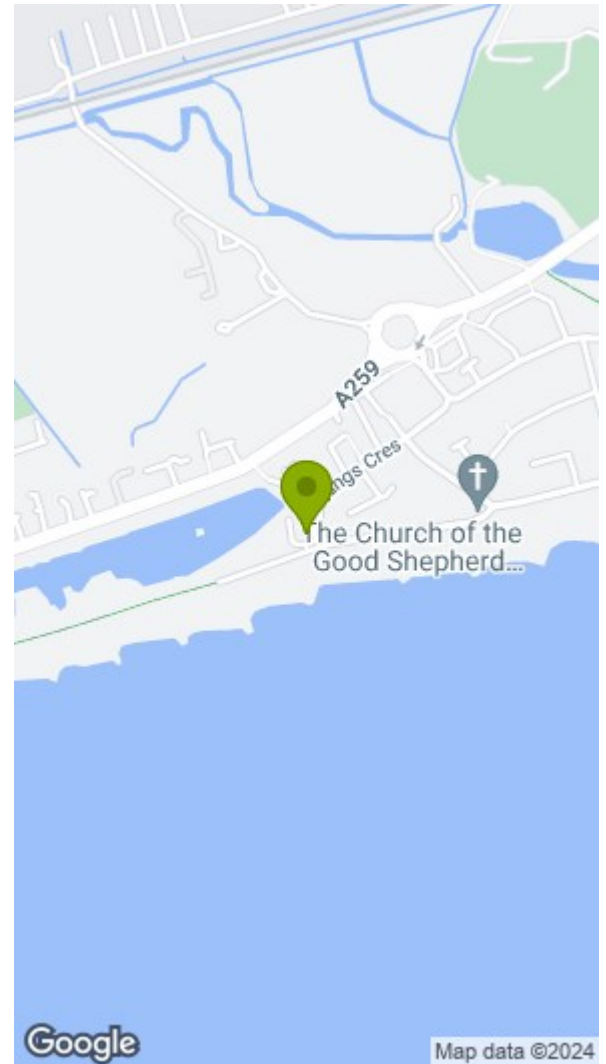 A259
ngs Cres
The Church of the
Good Shepherd...
Google
Map data ©2024